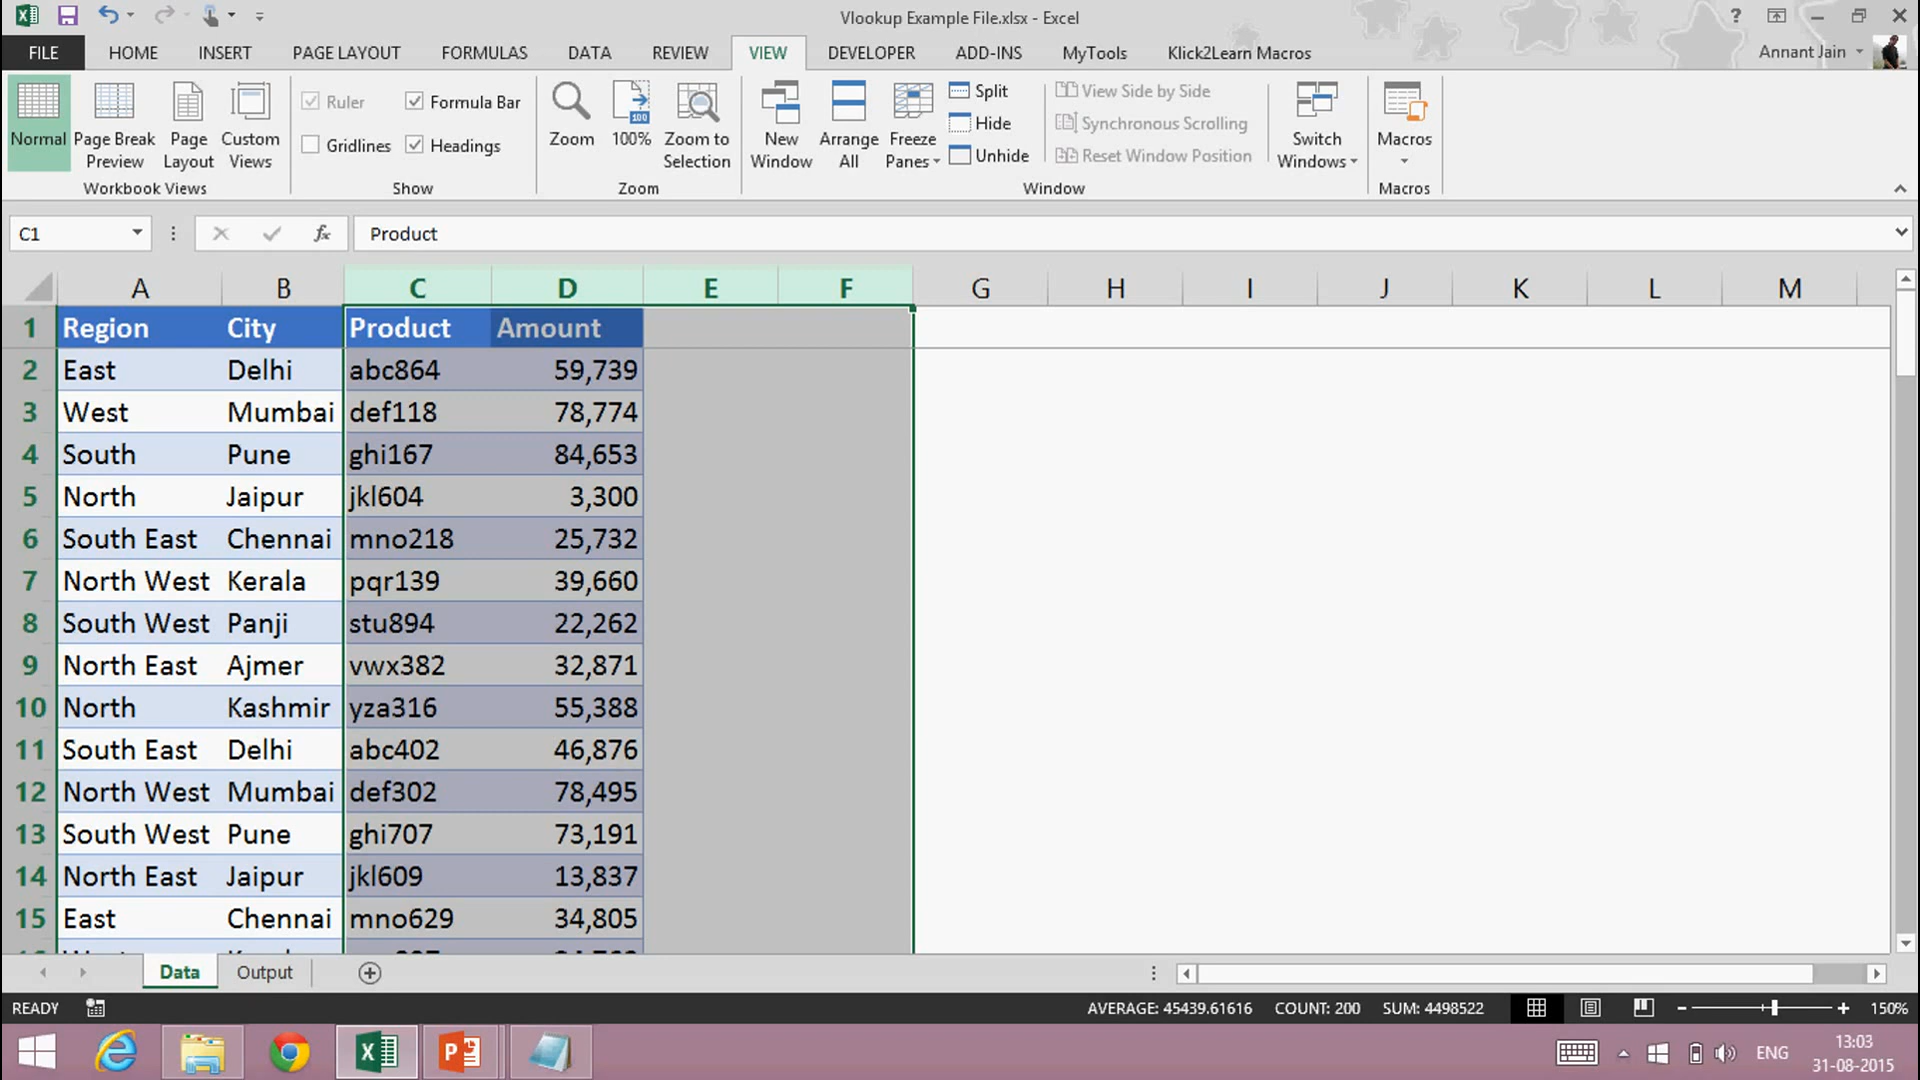 Vlookup Example File.xlsx - Excel
FILE HOME INSERT PAGE LAYOUT FORMULAS DATA REVIEW VIEW DEVELOPER ADD-INS MyTools Klick2Learn Macros Annant Jain
Normal Page Break Preview Page Layout Custom Views
Workbook Views
Ruler Formula Bar
Gridlines Headings
Show
Zoom 100% Zoom to Selection
Zoom
New Window Arrange All Freeze Panes
Split
Hide
Unhide
View Side by Side
Synchronous Scrolling
Reset Window Position
Switch Windows
Window
Macros
Macros
C1 fx Product
A B C D E F G H I J K L M
1 Region City Product Amount
2 East Delhi abc864 59,739
3 West Mumbai def118 78,774
4 South Pune ghi167 84,653
5 North Jaipur jkl604 3,300
6 South East Chennai mno218 25,732
7 North West Kerala pqr139 39,660
8 South West Panji stu894 22,262
9 North East Ajmer vwx382 32,871
10 North Kashmir yza316 55,388
11 South East Delhi abc402 46,876
12 North West Mumbai def302 78,495
13 South West Pune ghi707 73,191
14 North East Jaipur jkl609 13,837
15 East Chennai mno629 34,805
Data Output
READY AVERAGE: 45439.61616 COUNT: 200 SUM: 4498522 150%
ENG 13:03
31-08-2015